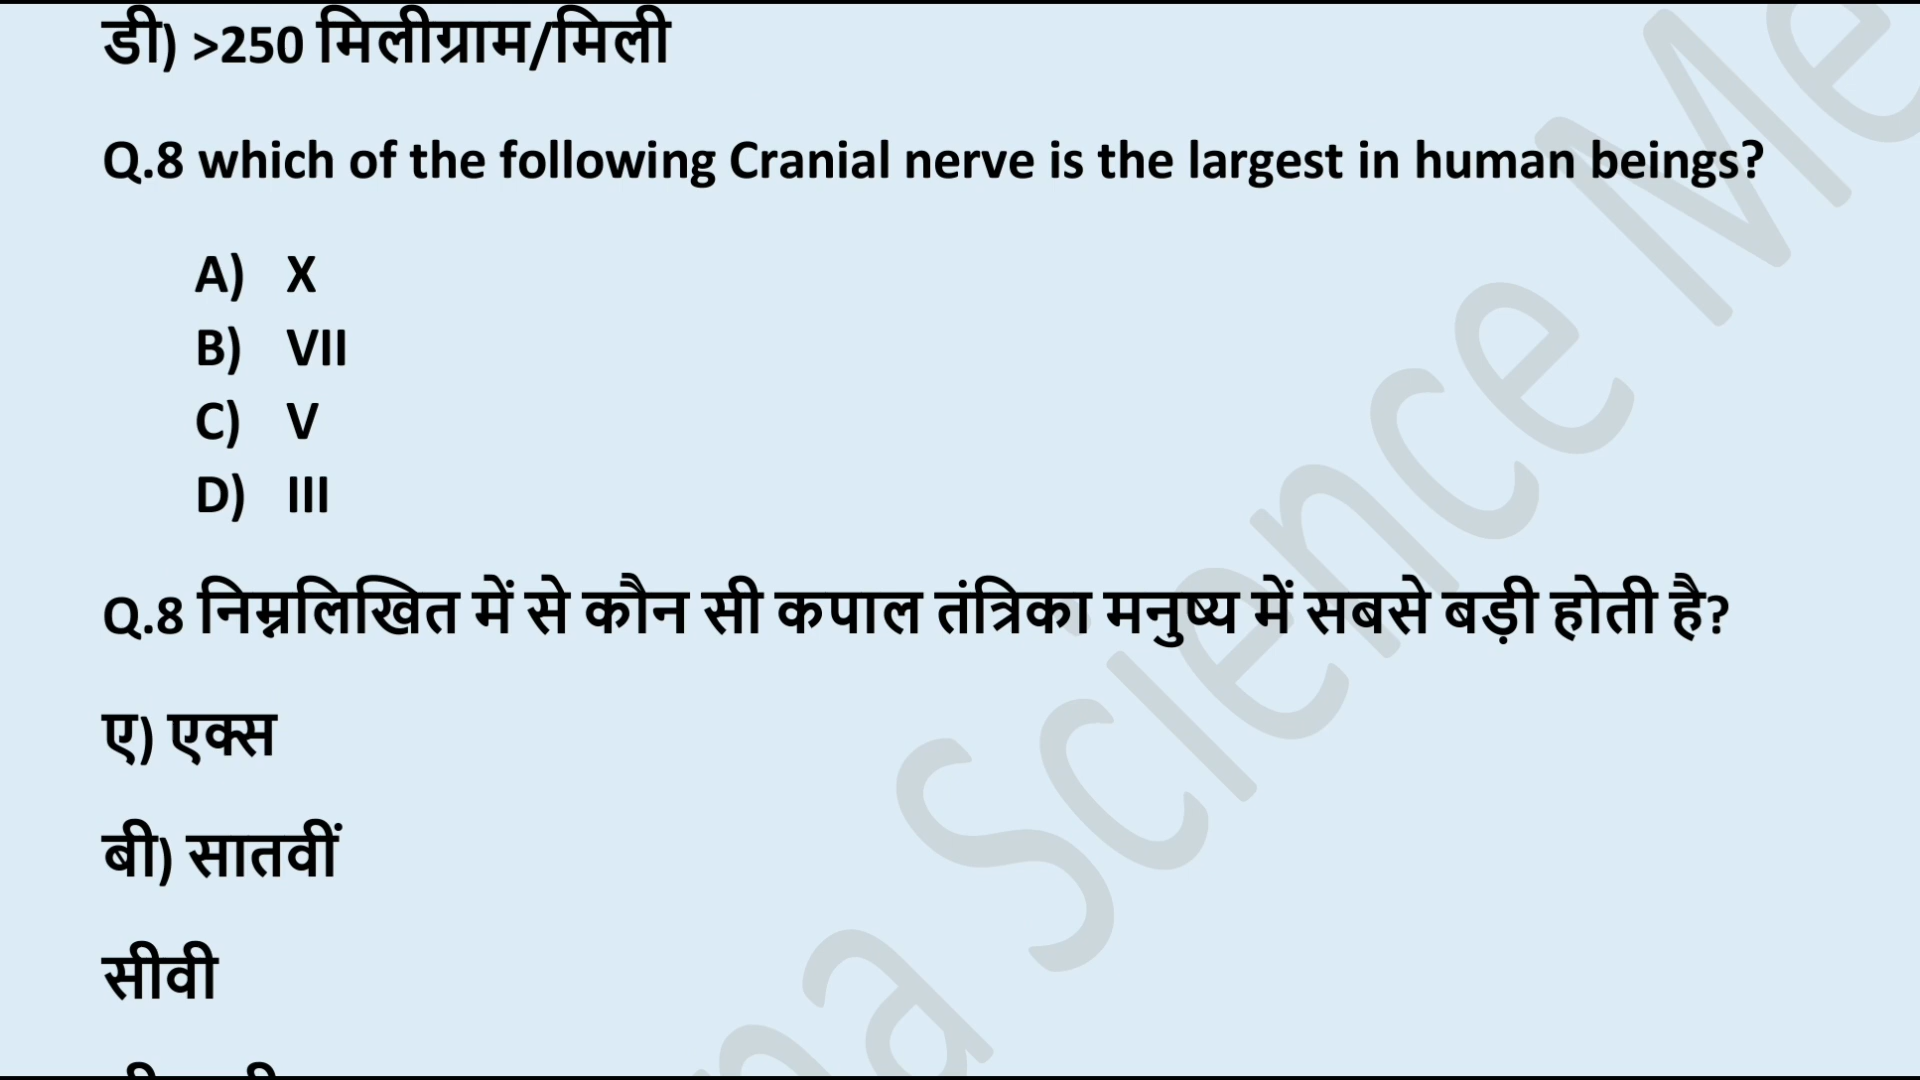 डी) >250 मिलीग्राम/मिली
Q.8 which of the following Cranial nerve is the largest in human beings?
A) X
B) VII
C) V
D) III
Q.8 निम्नलिखित में से कौन सी कपाल तंत्रिका मनुष्य में सबसे बड़ी होती है?
ए) एक्स
बी) सातवीं
सीवी
Science